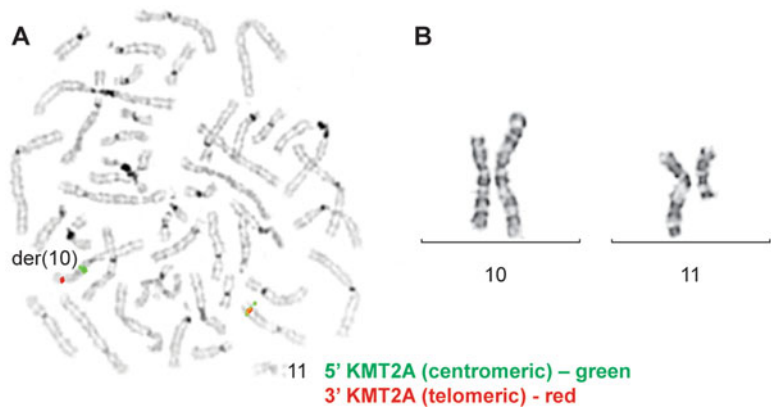 A
B
der(10)
10
11
11
5' KMT2A (centromeric) – green
3' KMT2A (telomeric) - red